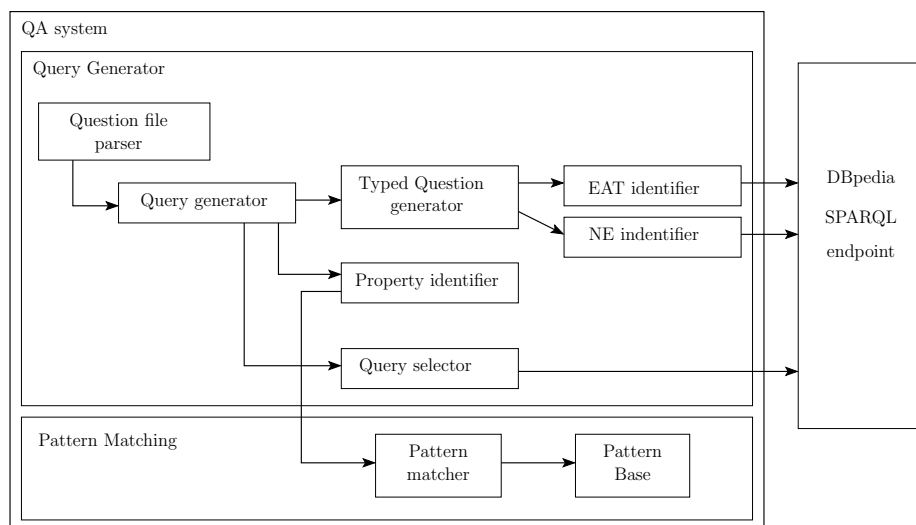 QA system
Query Generator
Question file
parser
Query generator
Typed Question
generator
EAT identifier
NE indentifier
Property identifier
Query selector
DBpedia
SPARQL
endpoint
Pattern Matching
Pattern
matcher
Pattern
Base